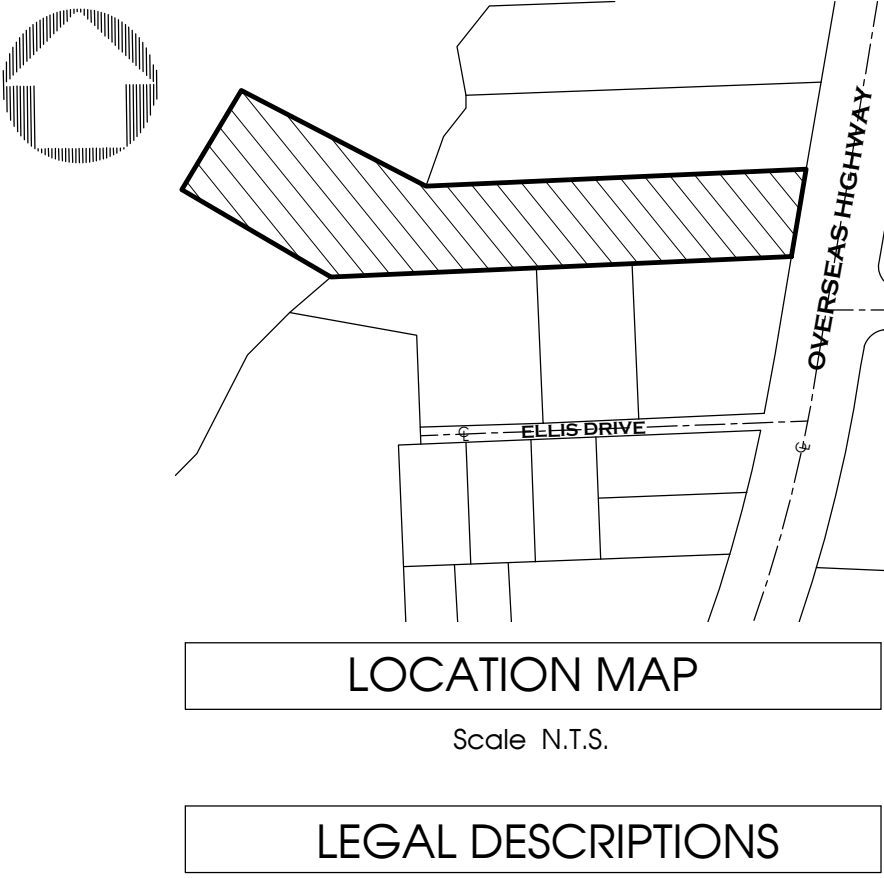 OVERSEAS HIGHWAY
ELLIS DRIVE
LOCATION MAP
Scale N.T.S.
LEGAL DESCRIPTIONS